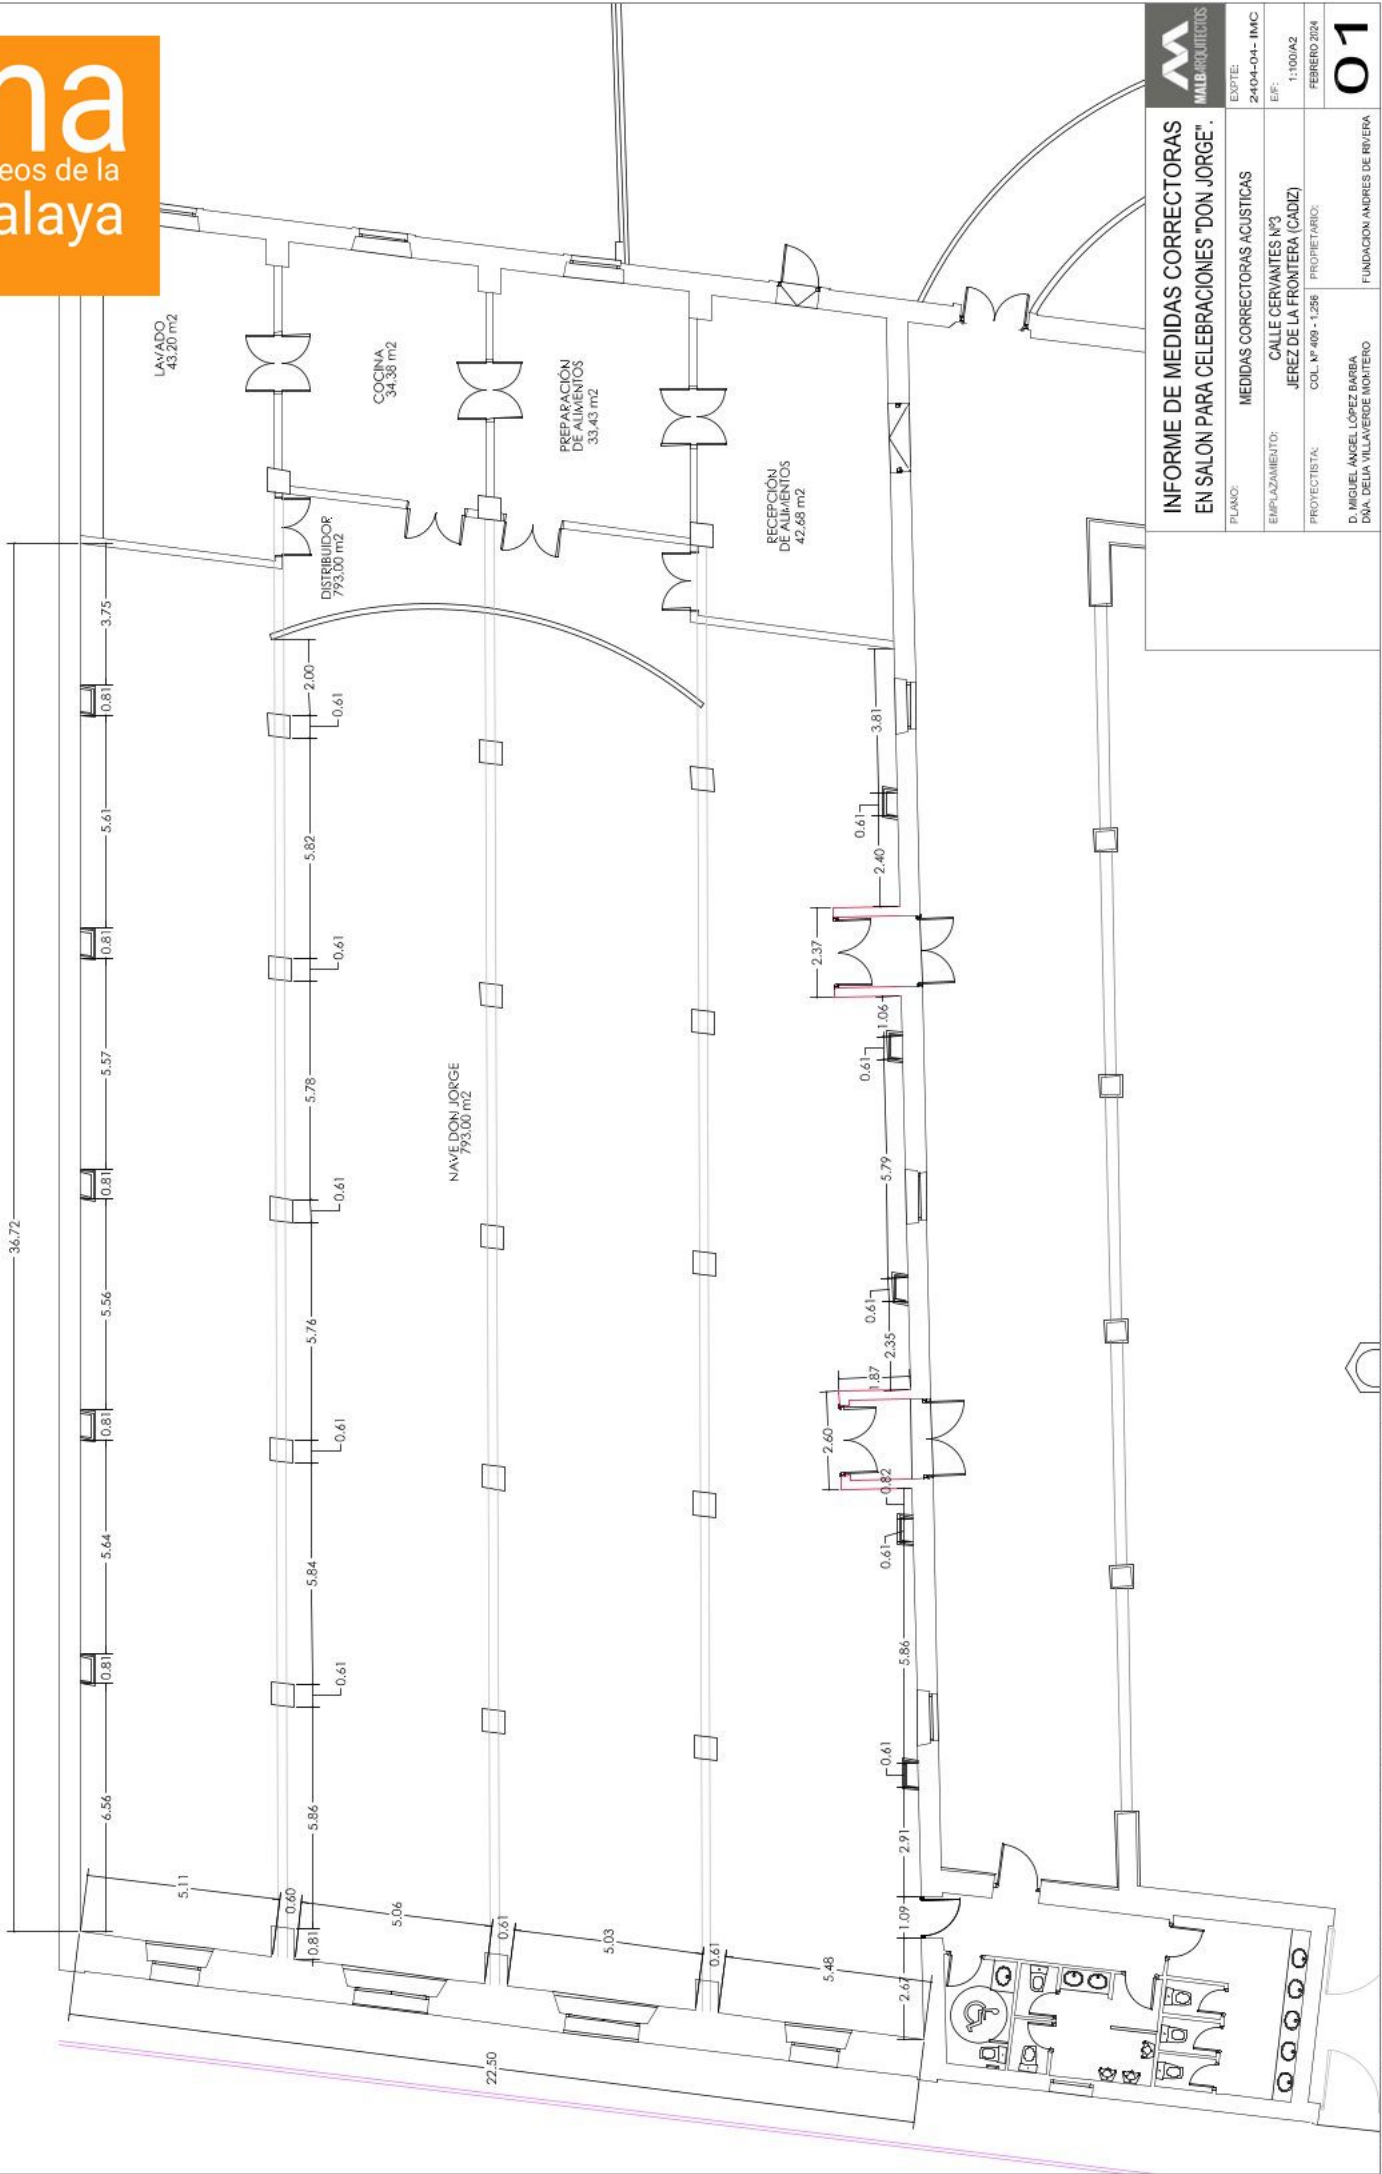 na
eos de la
alaya
LAVADO
43.20 m2
COCINA
34.38 m2
PREPARACIÓN
DE ALIMENTOS
33,43 m2
RECEPCIÓN
DE ALIMENTOS
42.68 m2
DISTRIBUIDOR
793.00 m2
NAVE DON JORGE
793.00 m2
36.72
3.75
0.81
5.61
0.81
5.57
0.81
5.56
0.81
5.64
0.81
6.56
2.00
0.61
5.82
0.61
5.78
0.61
5.76
0.61
5.84
0.61
5.86
0.81
3.81
0.61
2.40
2.37
1.06
0.61
5.79
0.61
2.35
1.87
2.60
0.82
0.61
5.86
0.61
2.91
1.09
2.67
5.11
0.60
5.06
0.61
5.03
0.61
5.48
22.50
INFORME DE MEDIDAS CORRECTORAS
EN SALON PARA CELEBRACIONES "DON JORGE".
MALBARQUITECTOS
PLANO:
MEDIDAS CORRECTORAS ACUSTICAS
EXPTE:
2404-04- IMC
EMPLAZAMIENTO:
CALLE CERVANTES Nº3
JEREZ DE LA FRONTERA (CADIZ)
E/F:
1:100/A2
PROYECTISTA:
COL. Nº 409 - 1.256
PROPIETARIO:
FEBRERO 2024
D. MIGUEL ÁNGEL LÓPEZ BARBA
DÑA. DELIA VILLAVERDE MONTERO
FUNDACION ANDRES DE RIVERA
01